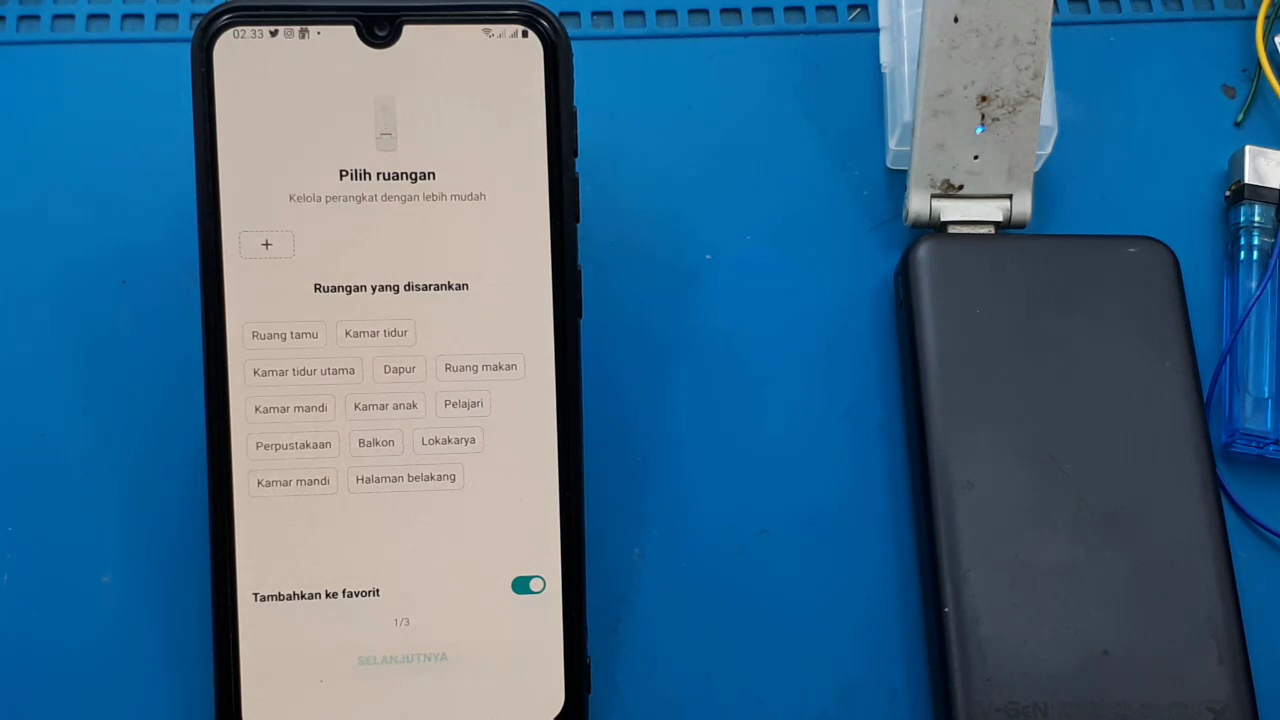 02.33
Pilih ruangan
Kelola perangkat dengan lebih mudah
+
Ruangan yang disarankan
Ruang tamu Kamar tidur
Kamar tidur utama Dapur Ruang makan
Kamar mandi Kamar anak Pelajari
Perpustakaan Balkon Lokakarya
Kamar mandi Halaman belakang
Tambahkan ke favorit
1/3
SELANJUTNYA